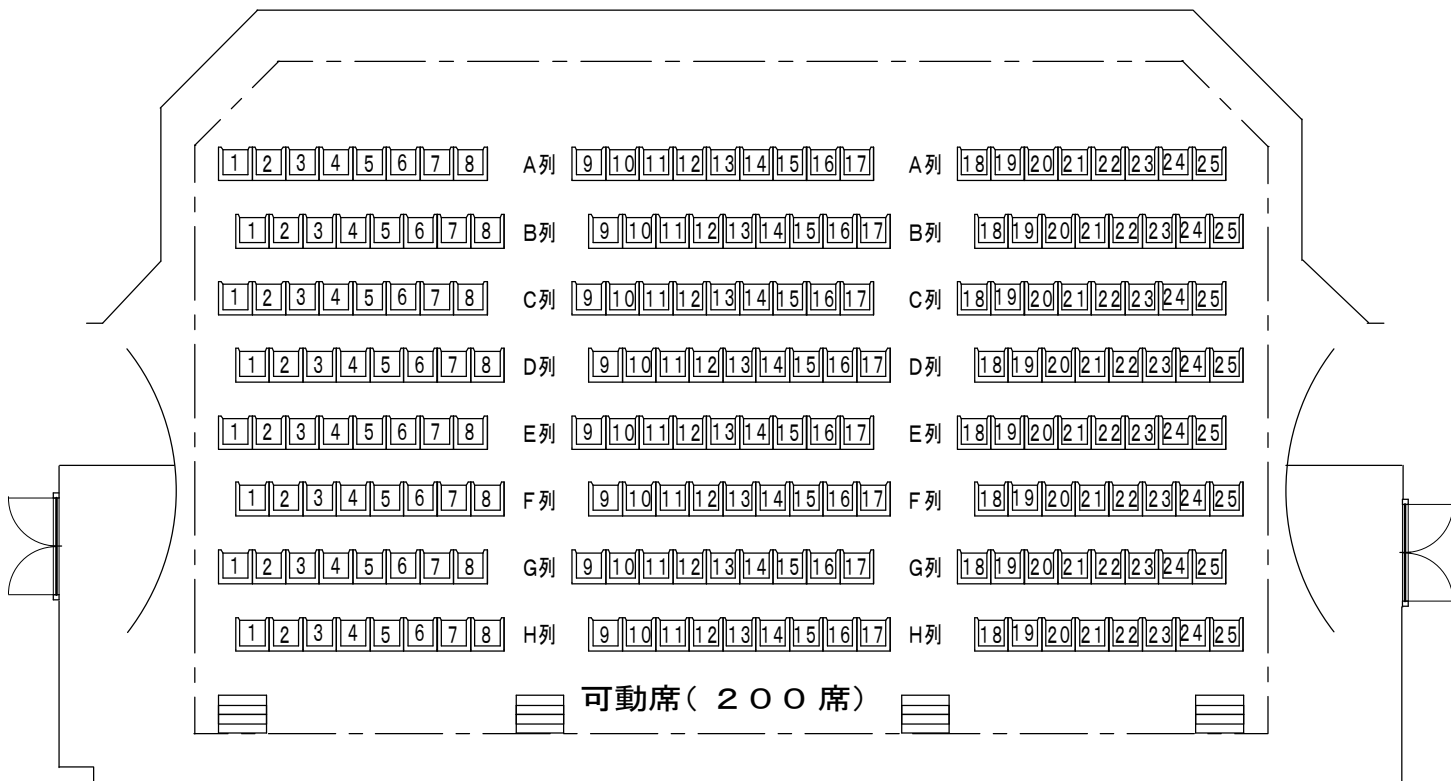 1 2 3 4 5 6 7 8 A列 9 10 11 12 13 14 15 16 17 A列 18 19 20 21 22 23 24 25
1 2 3 4 5 6 7 8 B列 9 10 11 12 13 14 15 16 17 B列 18 19 20 21 22 23 24 25
1 2 3 4 5 6 7 8 C列 9 10 11 12 13 14 15 16 17 C列 18 19 20 21 22 23 24 25
1 2 3 4 5 6 7 8 D列 9 10 11 12 13 14 15 16 17 D列 18 19 20 21 22 23 24 25
1 2 3 4 5 6 7 8 E列 9 10 11 12 13 14 15 16 17 E列 18 19 20 21 22 23 24 25
1 2 3 4 5 6 7 8 F列 9 10 11 12 13 14 15 16 17 F列 18 19 20 21 22 23 24 25
1 2 3 4 5 6 7 8 G列 9 10 11 12 13 14 15 16 17 G列 18 19 20 21 22 23 24 25
1 2 3 4 5 6 7 8 H列 9 10 11 12 13 14 15 16 17 H列 18 19 20 21 22 23 24 25
可動席(２００席)